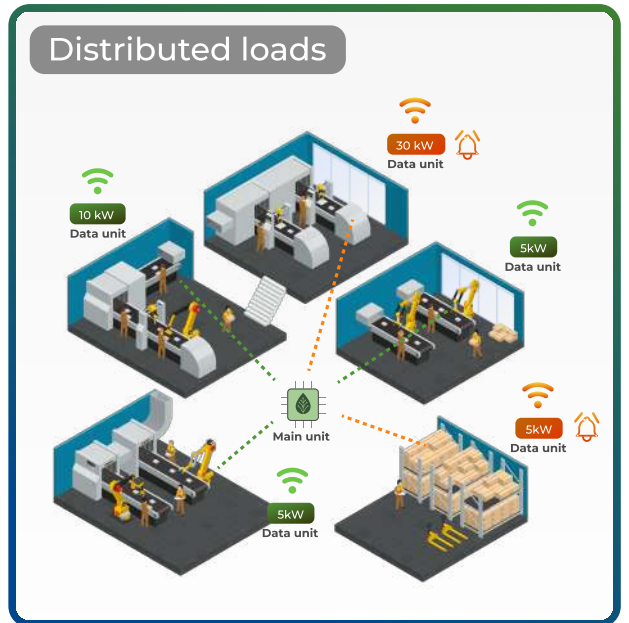 Distributed loads
30 kW
Data unit
10 kW
Data unit
5kW
Data unit
Main unit
5kW
Data unit
5kW
Data unit